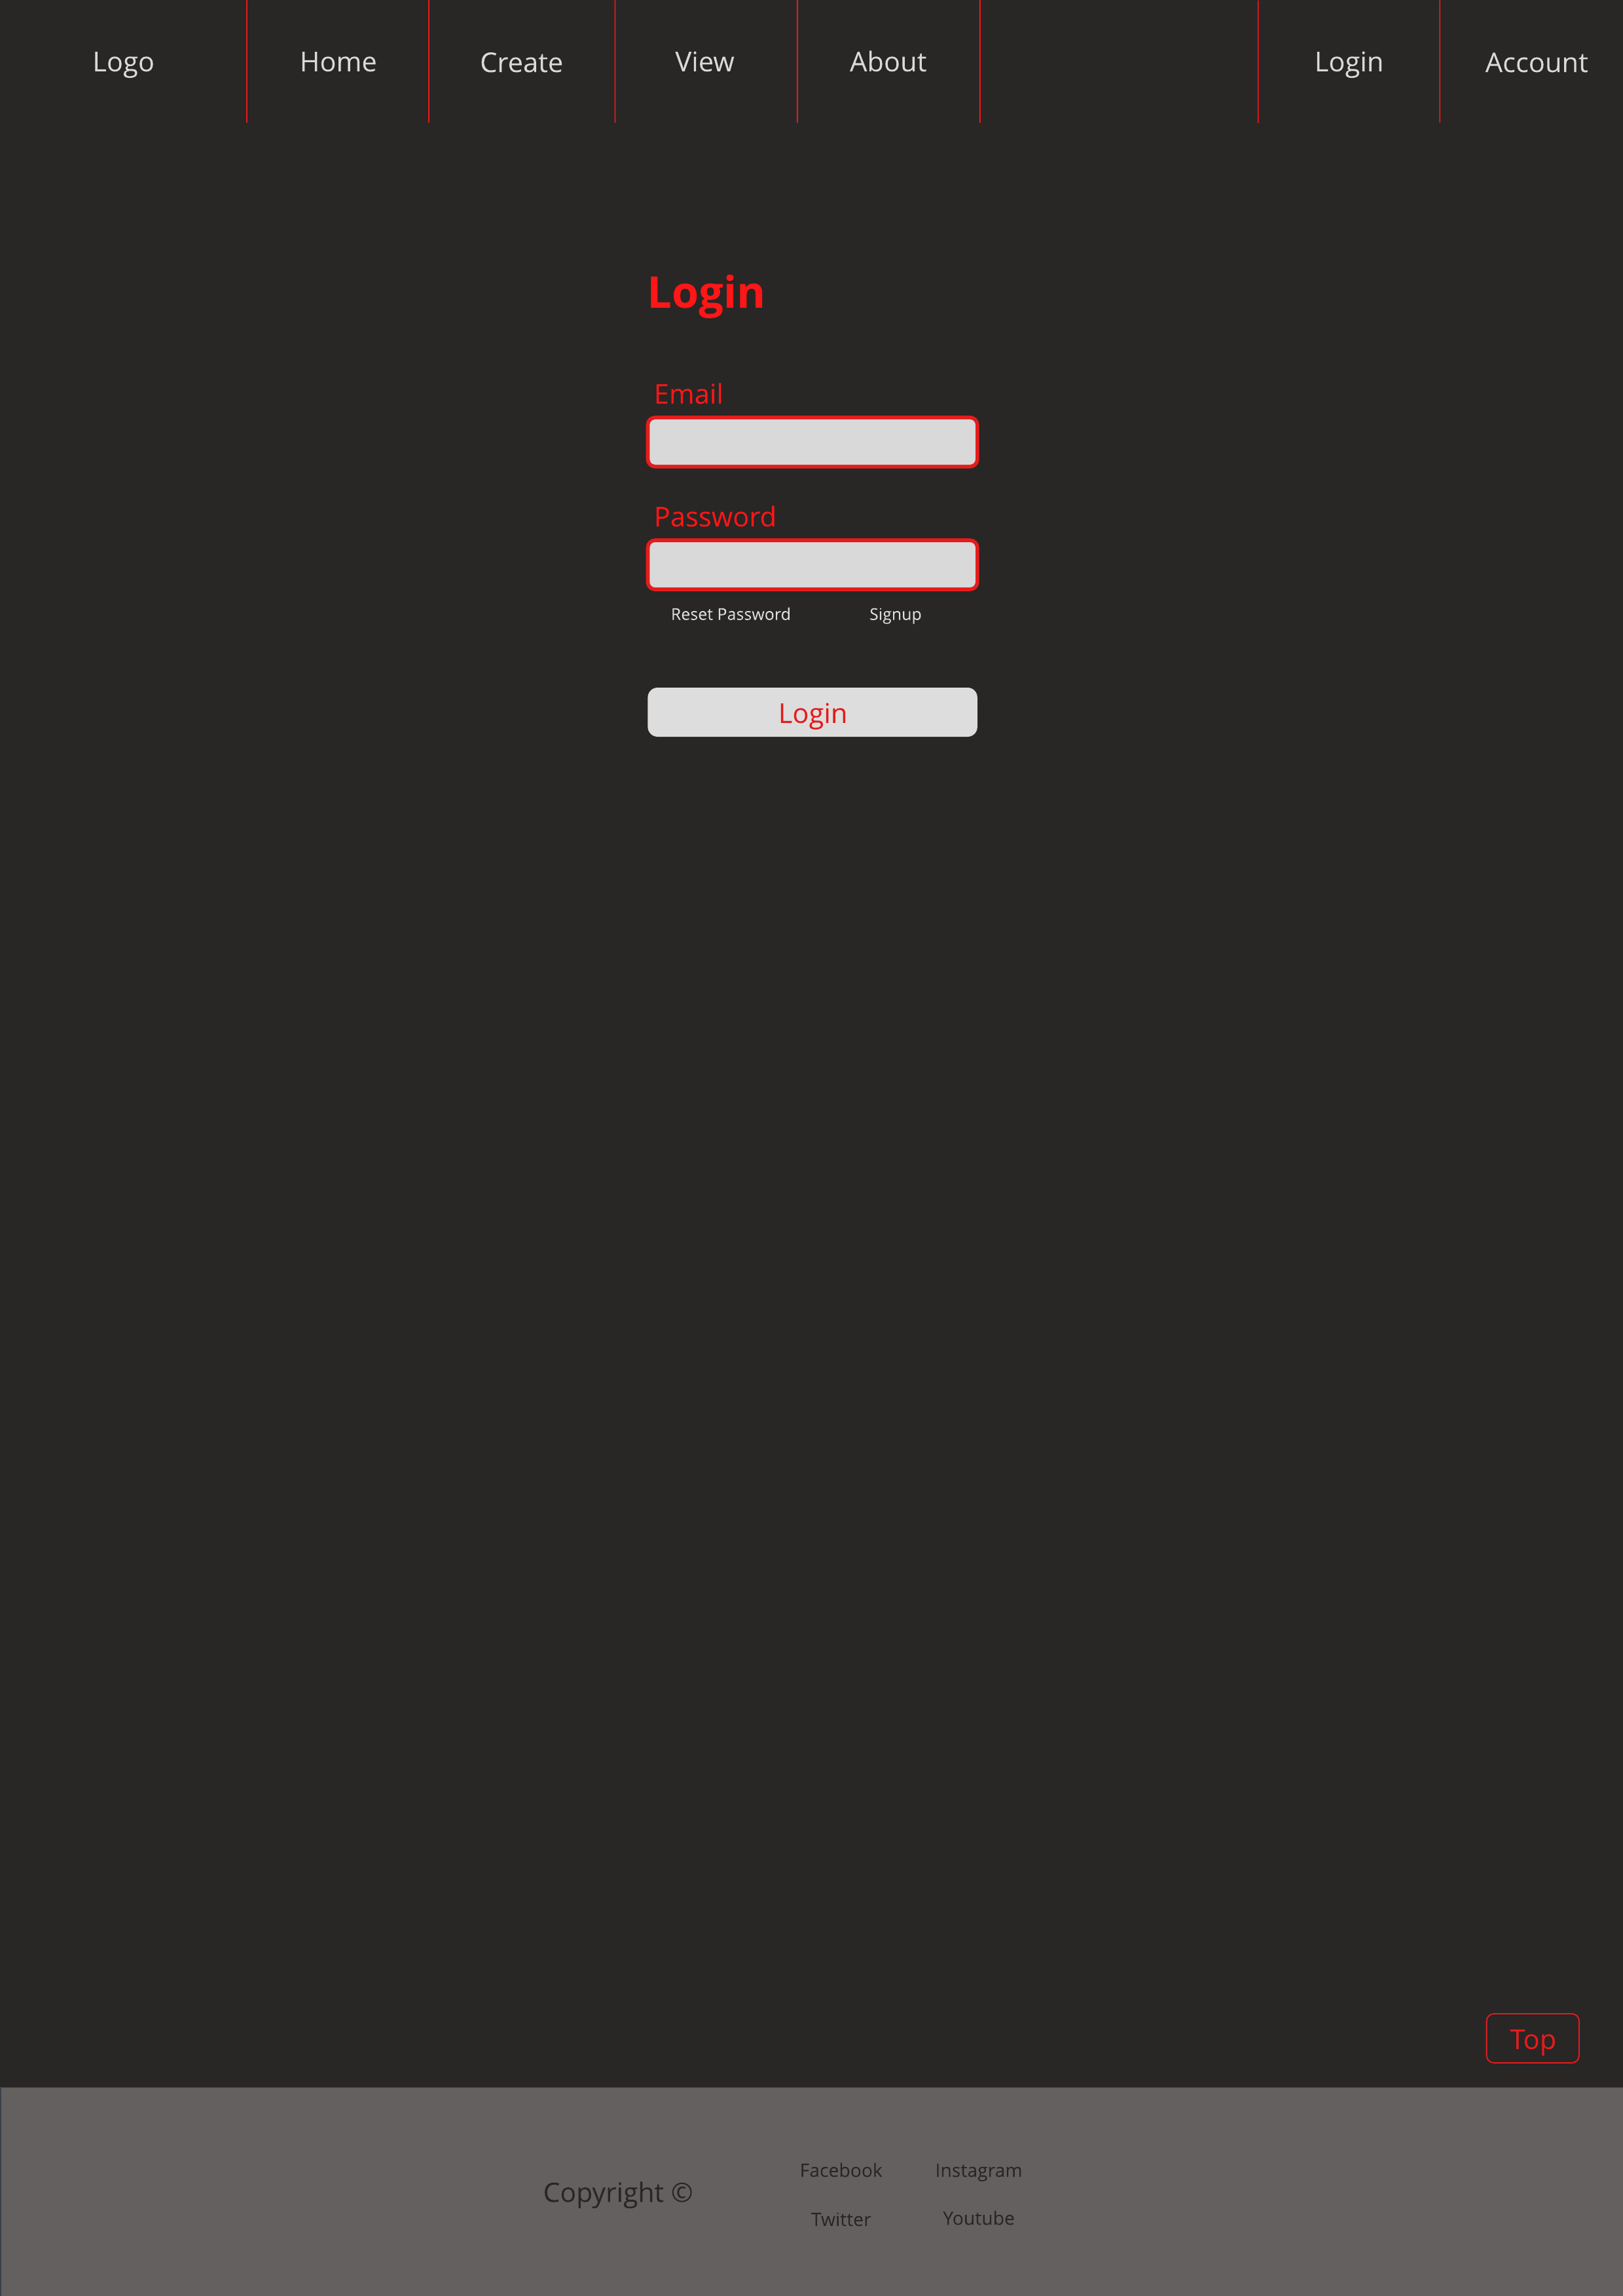 Logo Home Create View About Login Account
Login
Email
Password
Reset Password Signup
Login
Top
Copyright ©
Facebook Instagram
Twitter Youtube